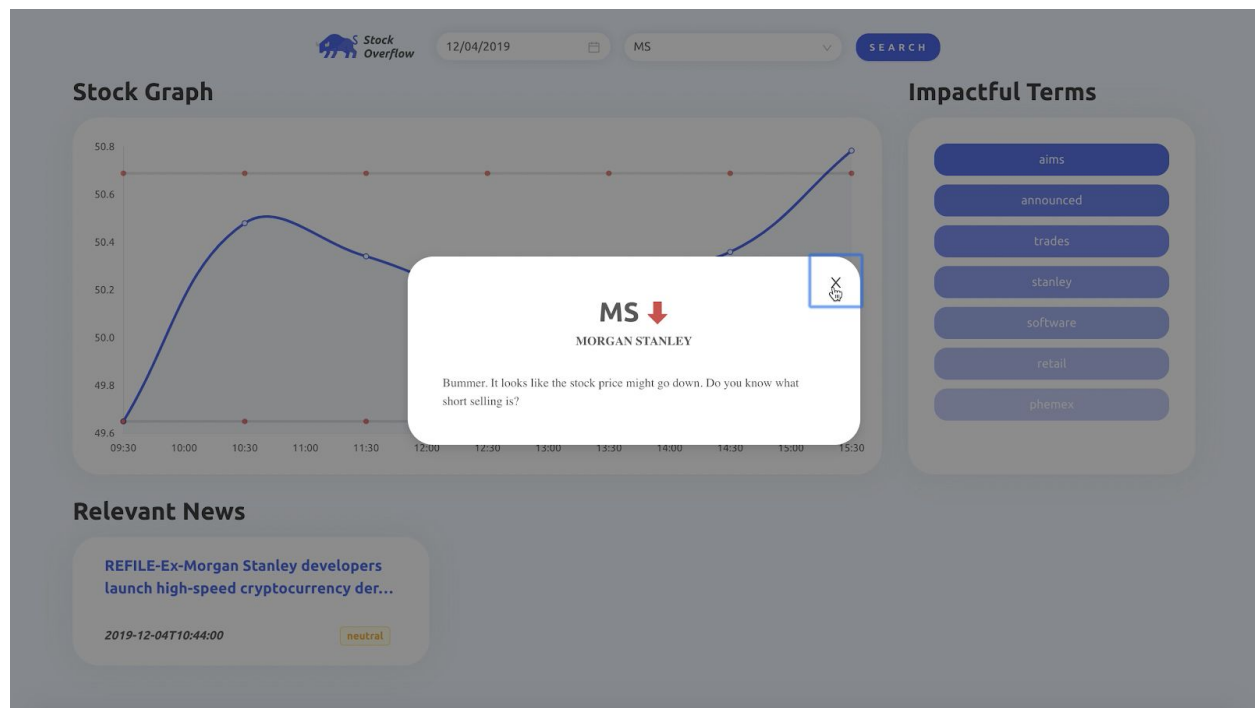 Stock
Overflow
12/04/2019
MS
SEARCH
Stock Graph
Impactful Terms
50.8
50.6
50.4
50.2
50.0
49.8
49.6
09:30 10:00 10:30 11:00 11:30 12:00 12:30 13:00 13:30 14:00 14:30 15:00 15:30
MS
MORGAN STANLEY
Bummer. It looks like the stock price might go down. Do you know what
short selling is?
aims
announced
trades
stanley
software
retail
phemex
Relevant News
REFILE-Ex-Morgan Stanley developers
launch high-speed cryptocurrency der...
2019-12-04T10:44:00
neutral